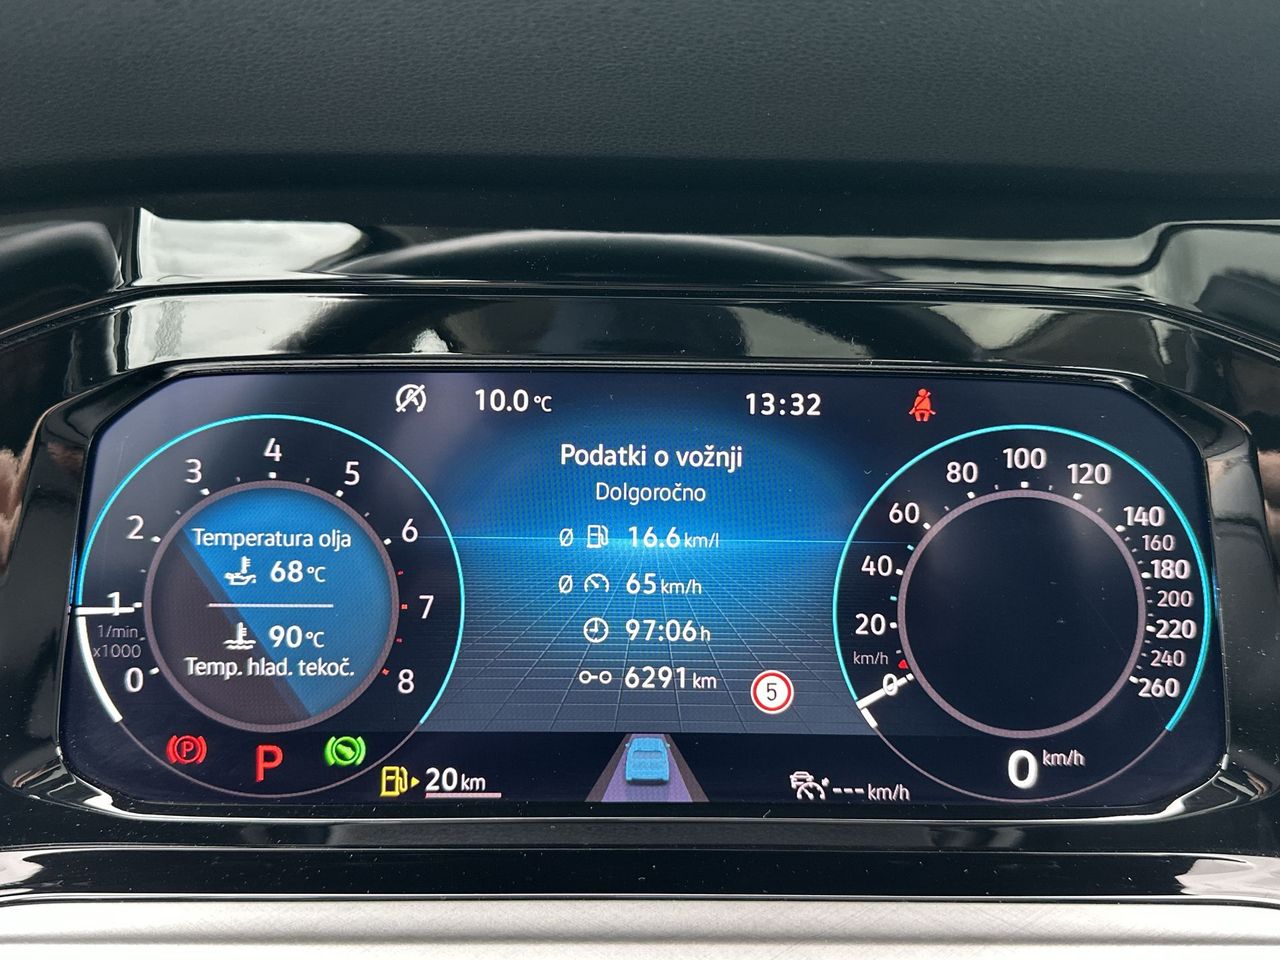 10.0 °C
13:32
Podatki o vožnji
Dolgoročno
Ø 16.6 km/l
Ø 65 km/h
97:06 h
6291 km
5
Temperatura olja
68 °C
90 °C
Temp. hlad. tekoč.
0
1
2
3
4
5
6
7
8
1/min
x1000
P
P
20 km
--- km/h
0
20
40
60
80
100
120
140
160
180
200
220
240
260
km/h
0 km/h